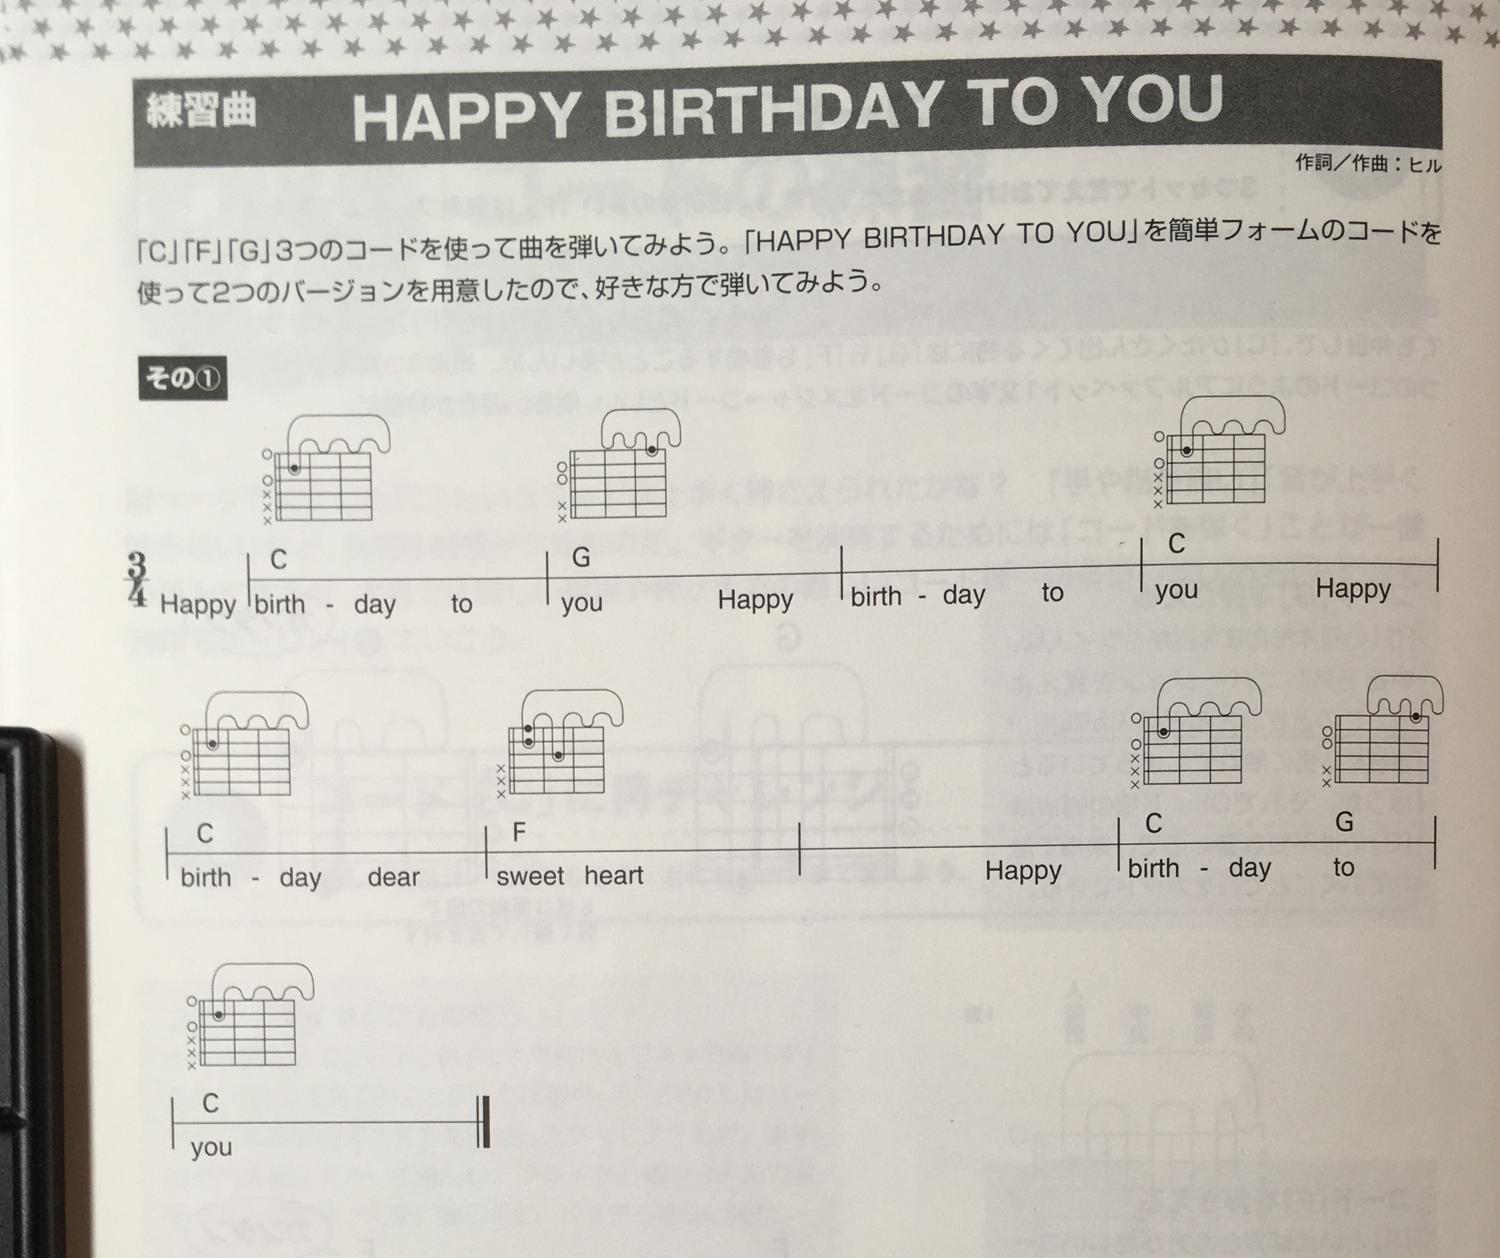 練習曲 HAPPY BIRTHDAY TO YOU
作詞／作曲：ヒル
「C」「F」「G」3つのコードを使って曲を弾いてみよう。「HAPPY BIRTHDAY TO YOU」を簡単フォームのコードを
使って2つのバージョンを用意したので、好きな方で弾いてみよう。
その①
C G C
3/4 Happy birth - day to you Happy birth - day to you Happy
C F C G
birth - day dear sweet heart Happy birth - day to
C
you